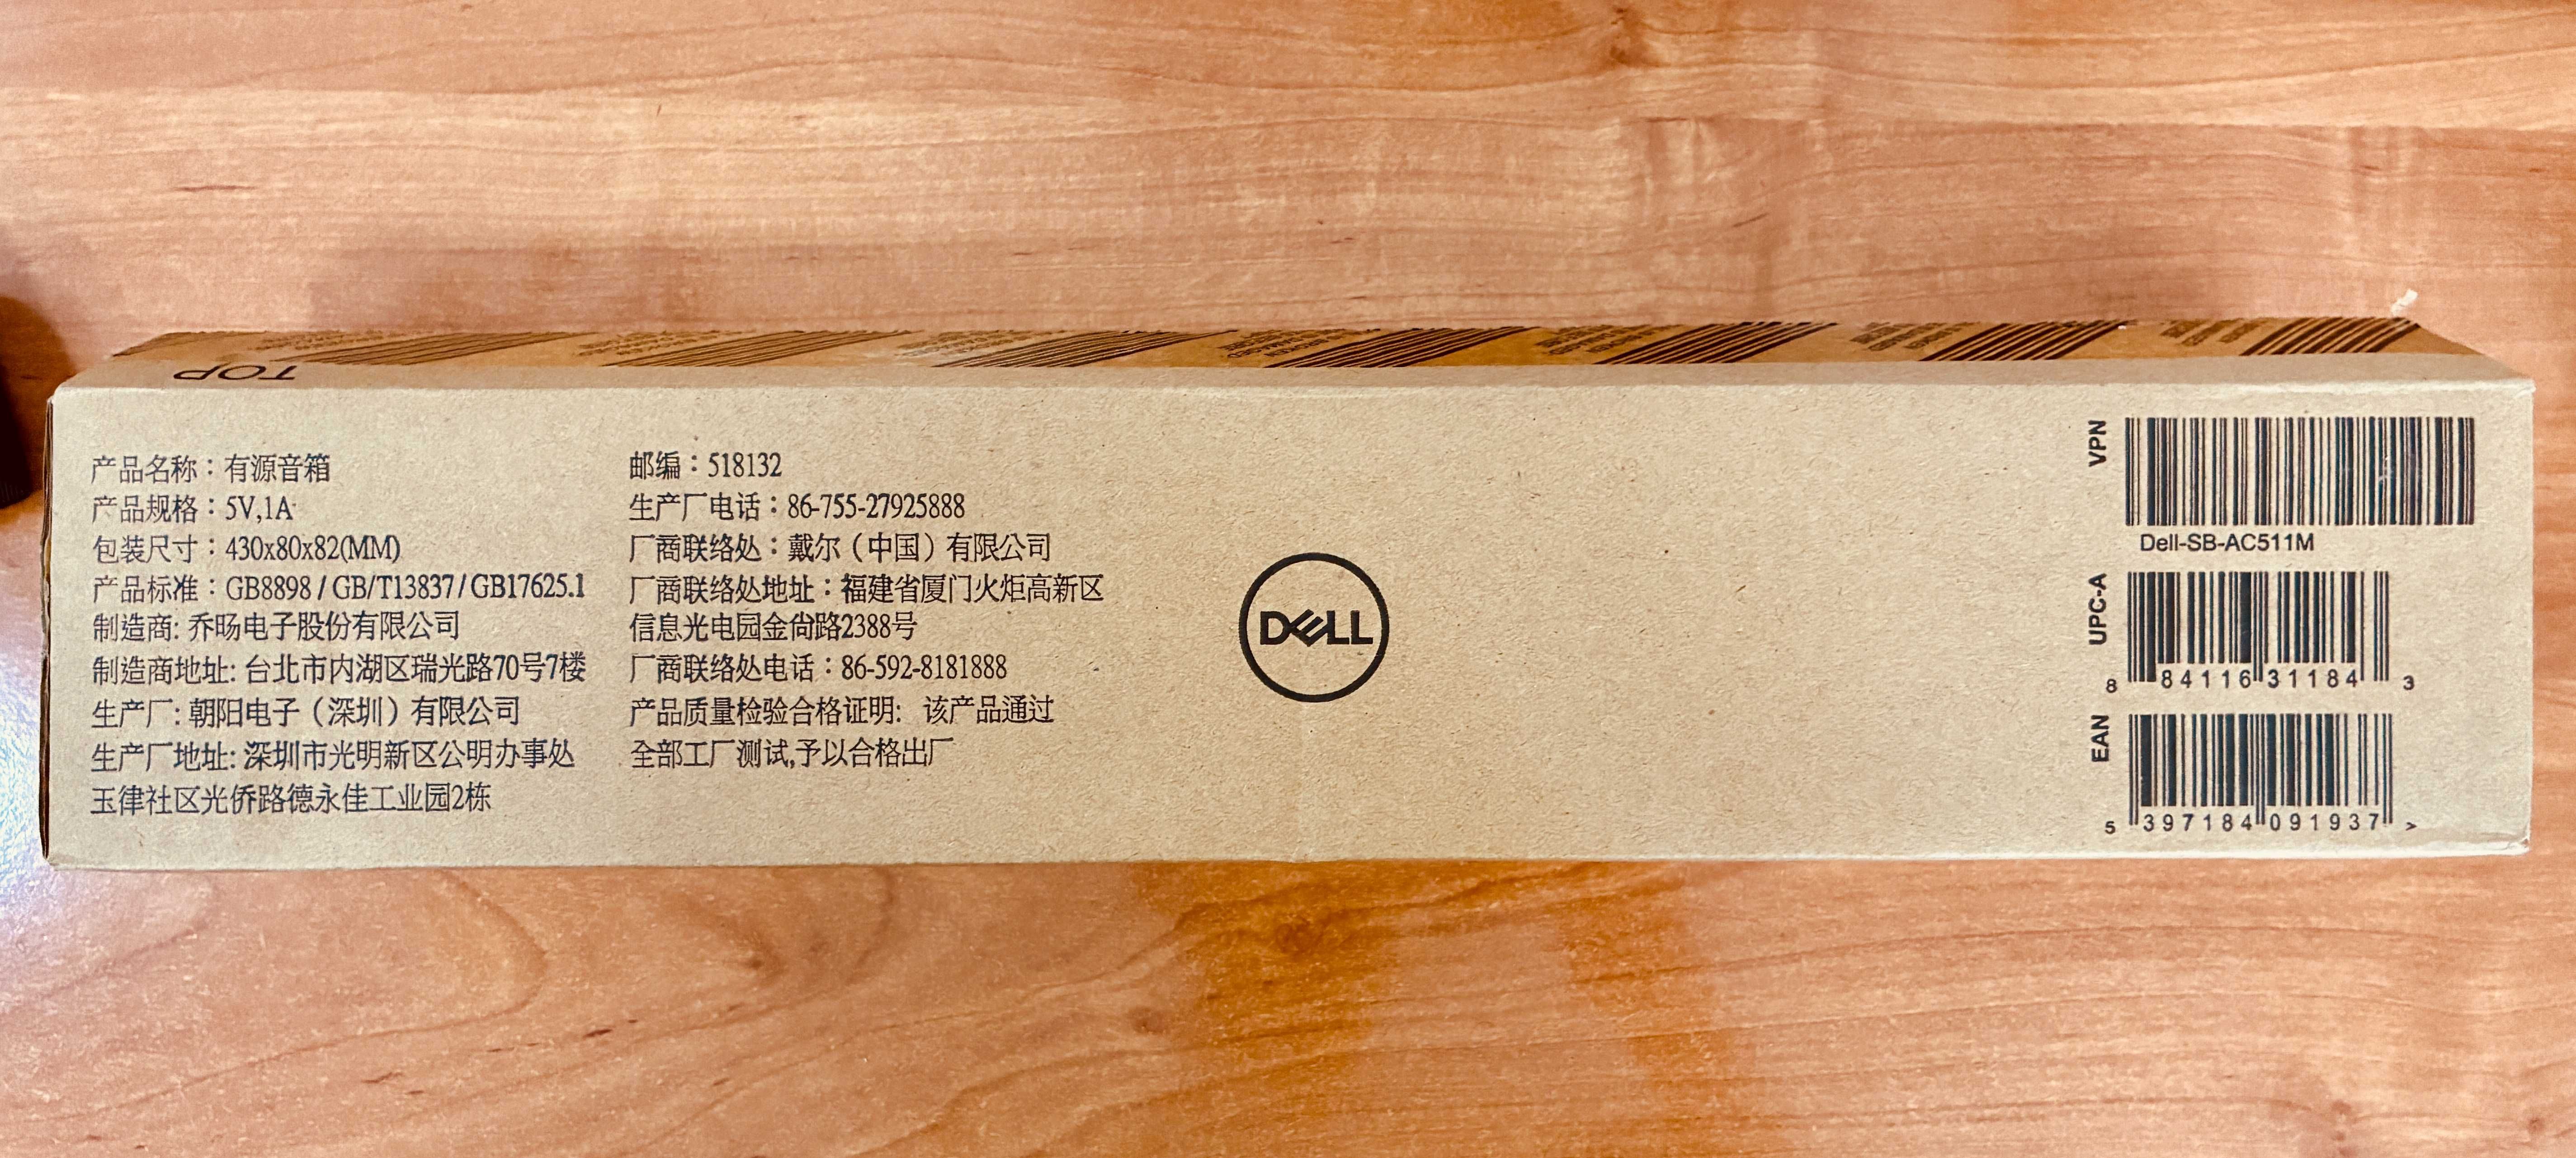 TOP
产品名称：有源音箱
产品规格：5V,1A
包装尺寸：430x80x82(MM)
产品标准：GB8898 / GB/T13837/ GB17625.1
制造商: 乔旸电子股份有限公司
制造商地址: 台北市内湖区瑞光路70号7楼
生产厂: 朝阳电子（深圳）有限公司
生产厂地址: 深圳市光明新区公明办事处
玉律社区光侨路德永佳工业园2栋
邮编：518132
生产厂电话：86-755-27925888
厂商联络处：戴尔（中国）有限公司
厂商联络处地址：福建省厦门火炬高新区
信息光电园金尚路2388号
厂商联络处电话：86-592-8181888
产品质量检验合格证明: 该产品通过
全部工厂测试,予以合格出厂
DELL
VPN
Dell-SB-AC511M
UPC-A
8 84116 31184 3
EAN
5 397184 091937 >